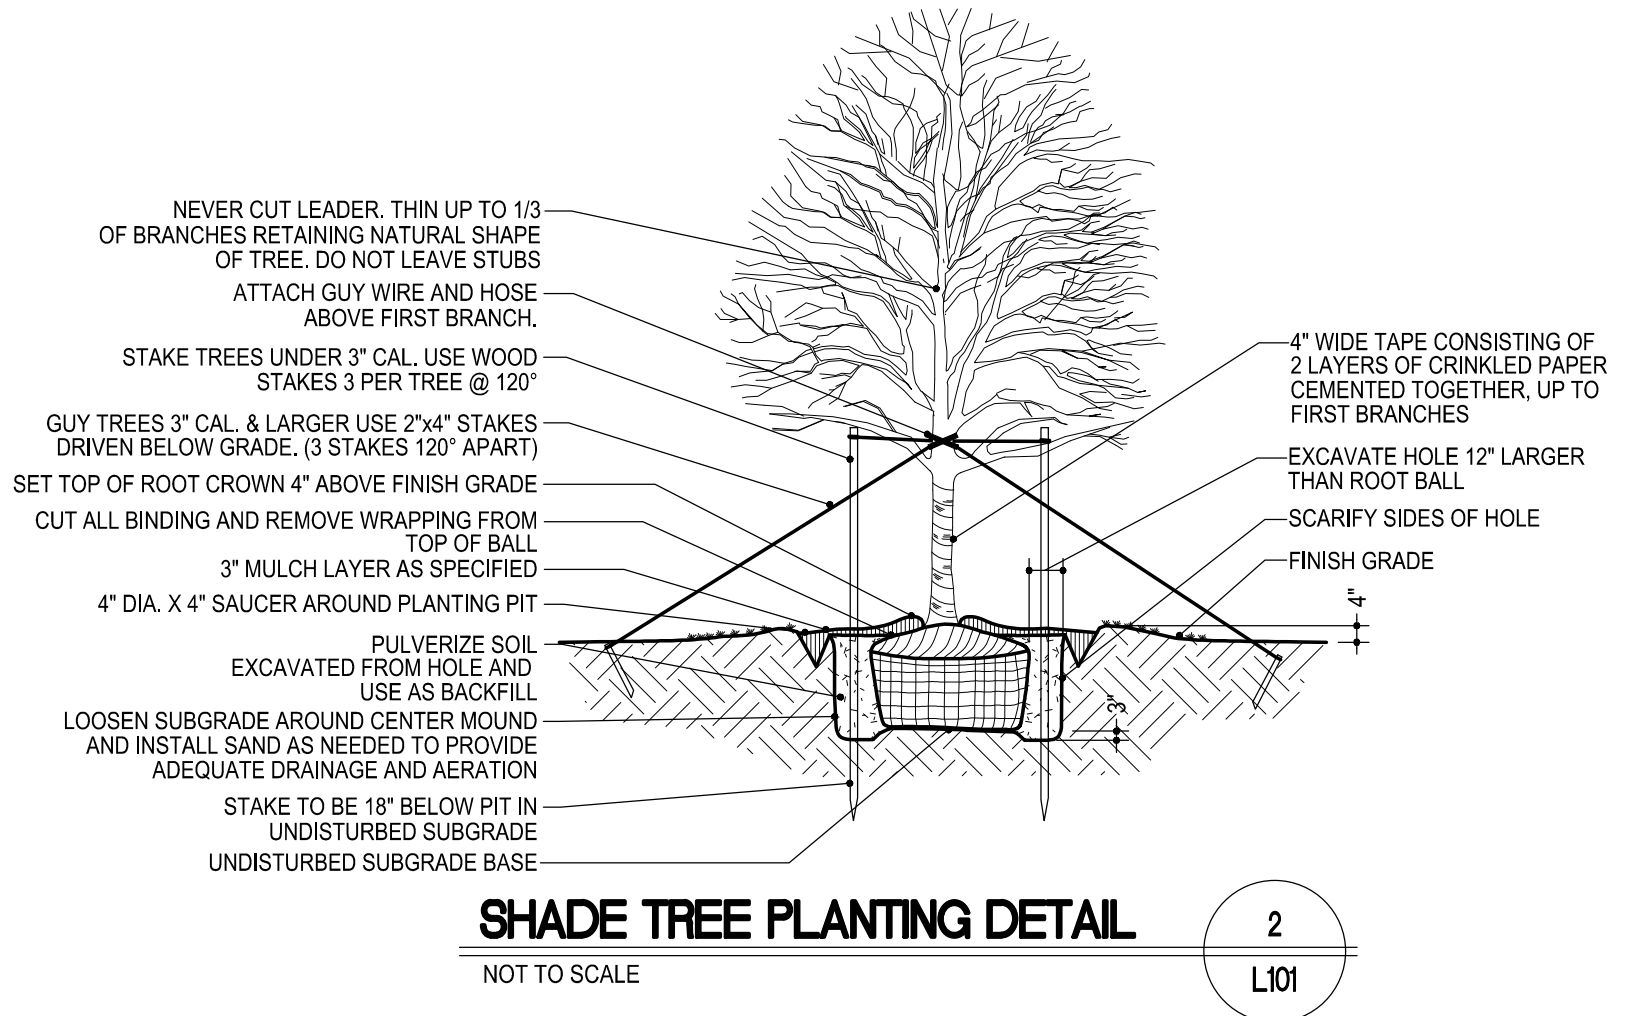 NEVER CUT LEADER. THIN UP TO 1/3
OF BRANCHES RETAINING NATURAL SHAPE
OF TREE. DO NOT LEAVE STUBS
ATTACH GUY WIRE AND HOSE
ABOVE FIRST BRANCH.
STAKE TREES UNDER 3" CAL. USE WOOD
STAKES 3 PER TREE @ 120°
GUY TREES 3" CAL. & LARGER USE 2"x4" STAKES
DRIVEN BELOW GRADE. (3 STAKES 120° APART)
SET TOP OF ROOT CROWN 4" ABOVE FINISH GRADE
CUT ALL BINDING AND REMOVE WRAPPING FROM
TOP OF BALL
3" MULCH LAYER AS SPECIFIED
4" DIA. X 4" SAUCER AROUND PLANTING PIT
PULVERIZE SOIL
EXCAVATED FROM HOLE AND
USE AS BACKFILL
LOOSEN SUBGRADE AROUND CENTER MOUND
AND INSTALL SAND AS NEEDED TO PROVIDE
ADEQUATE DRAINAGE AND AERATION
STAKE TO BE 18" BELOW PIT IN
UNDISTURBED SUBGRADE
UNDISTURBED SUBGRADE BASE
4" WIDE TAPE CONSISTING OF
2 LAYERS OF CRINKLED PAPER
CEMENTED TOGETHER, UP TO
FIRST BRANCHES
EXCAVATE HOLE 12" LARGER
THAN ROOT BALL
SCARIFY SIDES OF HOLE
FINISH GRADE
4"
3"
SHADE TREE PLANTING DETAIL
NOT TO SCALE
2
L101